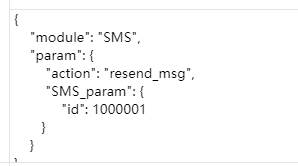 {
"module": "SMS",
"param": {
"action": "resend_msg",
"SMS_param": {
"id": 1000001
}
}
}